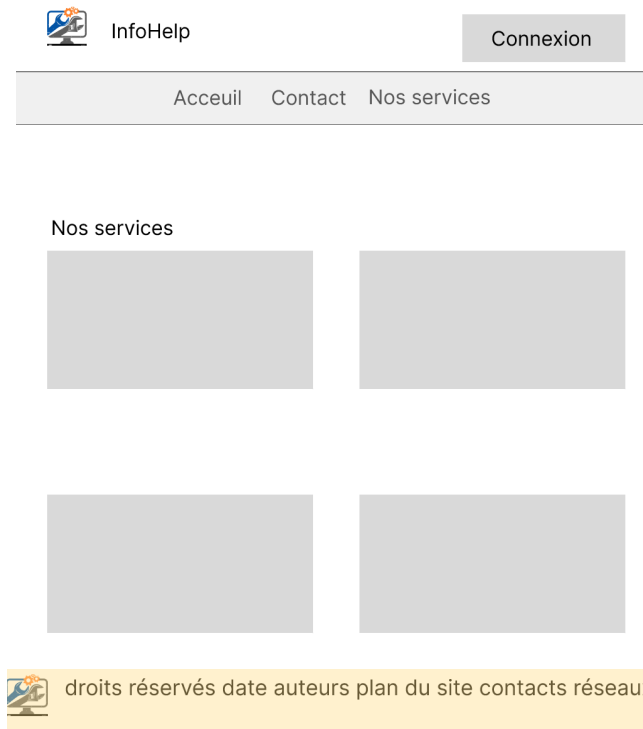 InfoHelp
Connexion
Acceuil Contact Nos services
Nos services
droits réservés date auteurs plan du site contacts réseau